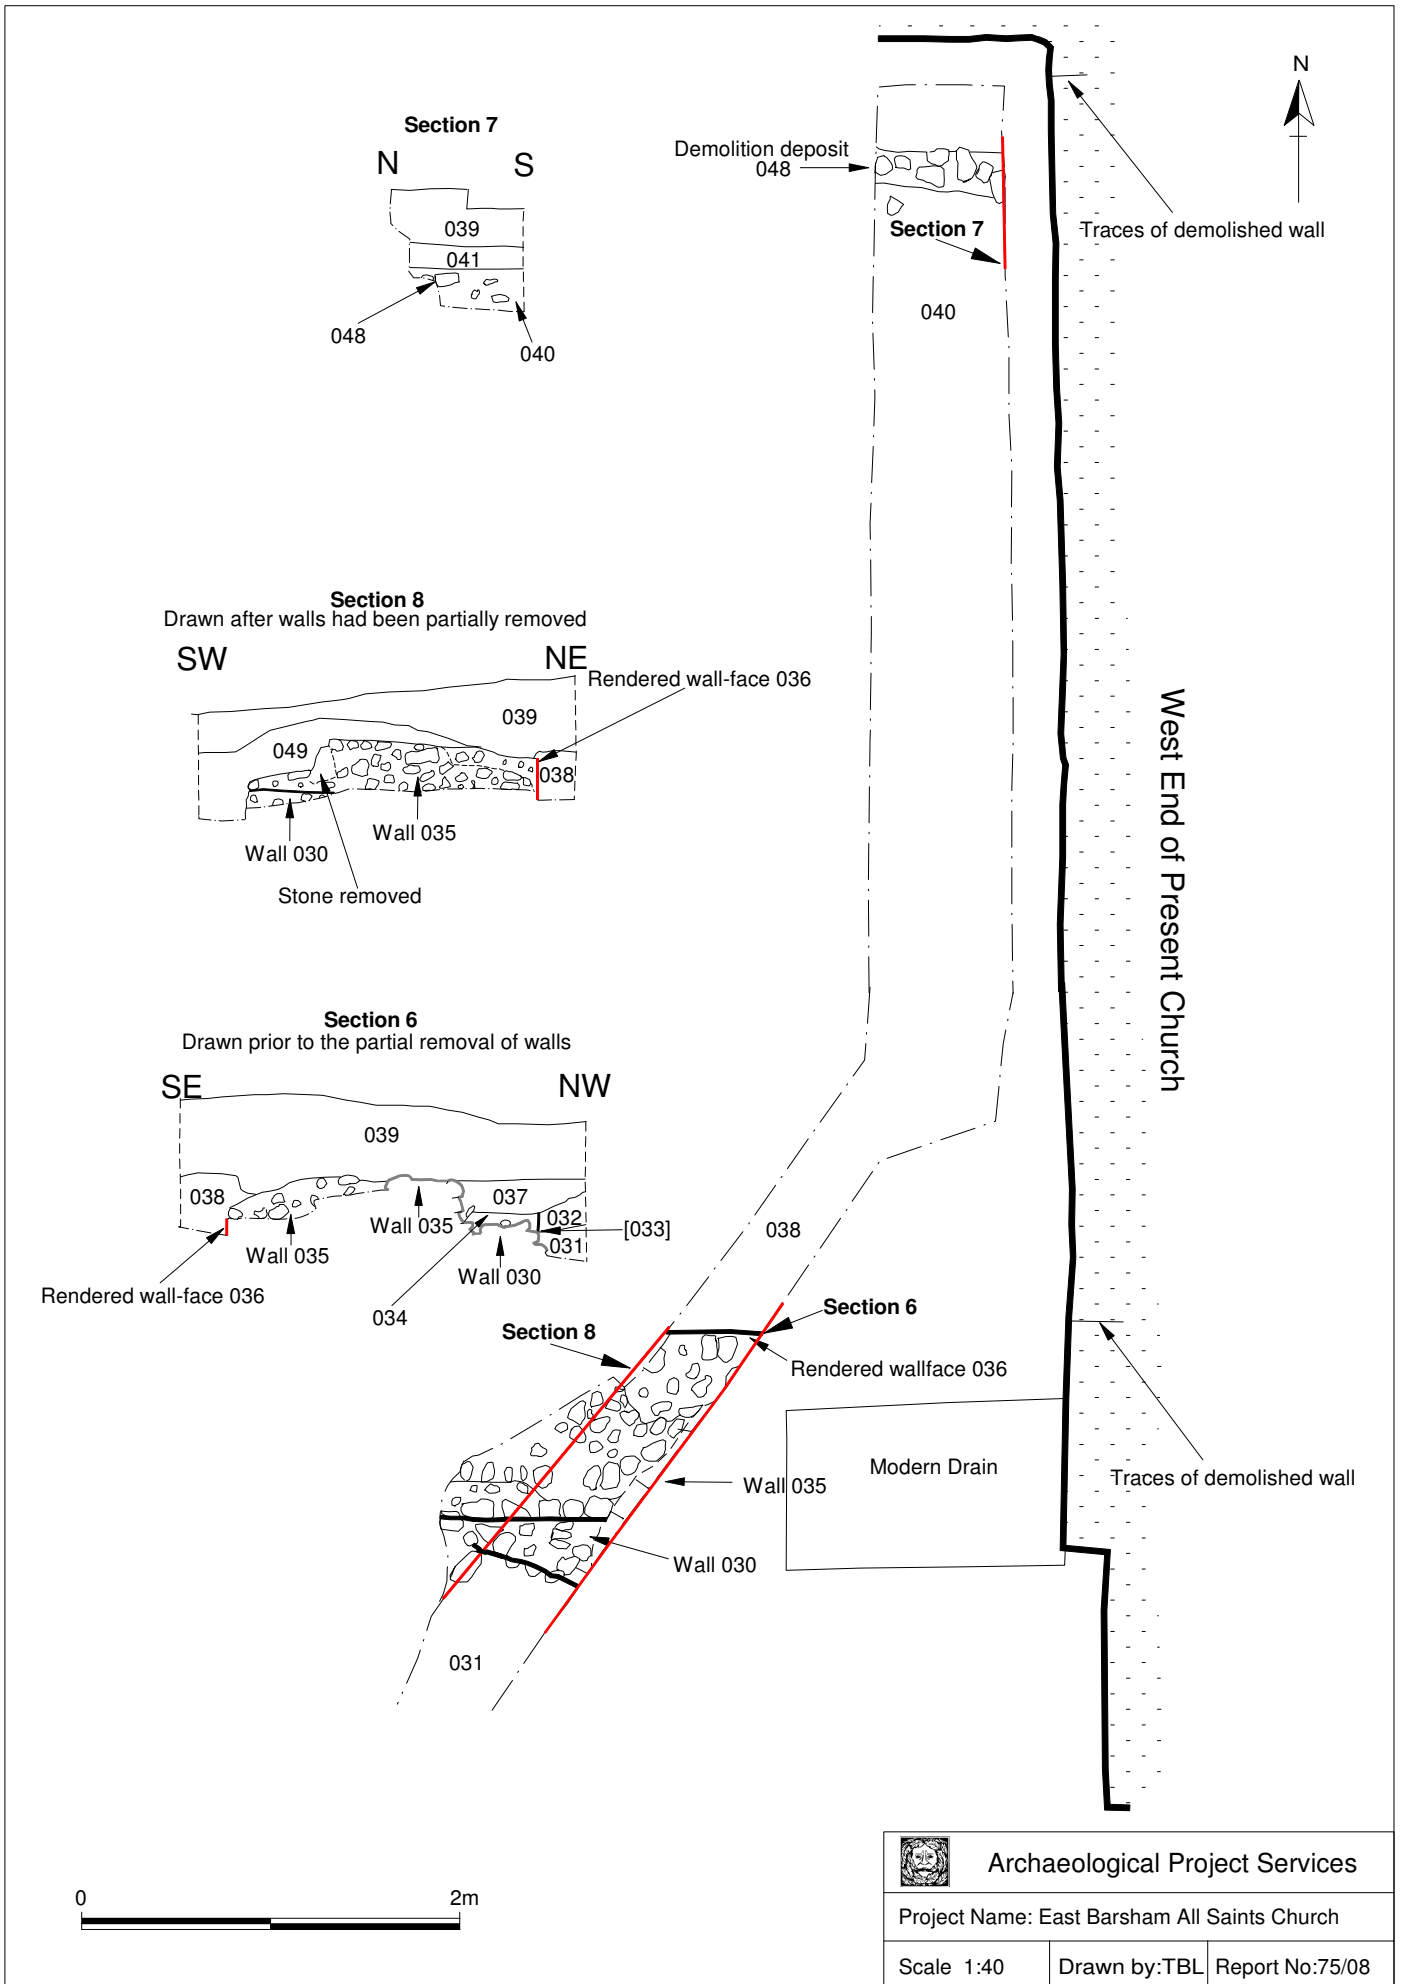 N
Section 7
N S
039
041
048
040
Demolition deposit
048
Section 7
040
Traces of demolished wall
Section 8
Drawn after walls had been partially removed
SW NE
Rendered wall-face 036
039
049
038
Wall 035
Wall 030
Stone removed
West End of Present Church
Section 6
Drawn prior to the partial removal of walls
SE NW
039
038
037
032
Wall 035
[033]
031
Wall 035
Wall 030
Rendered wall-face 036
034
038
Section 6
Section 8
Rendered wallface 036
Modern Drain
Wall 035
Traces of demolished wall
Wall 030
031
0 2m
Archaeological Project Services
Project Name: East Barsham All Saints Church
Scale 1:40 Drawn by:TBL Report No:75/08